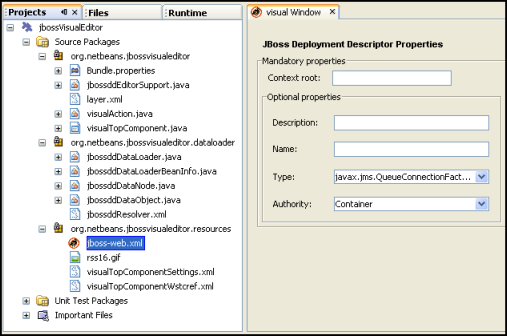 Projects
Files
Runtime
jbossVisualEditor
Source Packages
org.netbeans.jbossvisualeditor
Bundle.properties
jbossddEditorSupport.java
layer.xml
visualAction.java
visualTopComponent.java
org.netbeans.jbossvisualeditor.dataloader
jbossddDataLoader.java
jbossddDataLoaderBeanInfo.java
jbossddDataNode.java
jbossddDataObject.java
jbossddResolver.xml
org.netbeans.jbossvisualeditor.resources
jboss-web.xml
rss16.gif
visualTopComponentSettings.xml
visualTopComponentWstcref.xml
Unit Test Packages
Important Files
visual Window
JBoss Deployment Descriptor Properties
Mandatory properties
Context root:
Optional properties
Description:
Name:
Type: javax.jms.QueueConnectionFact...
Authority: Container